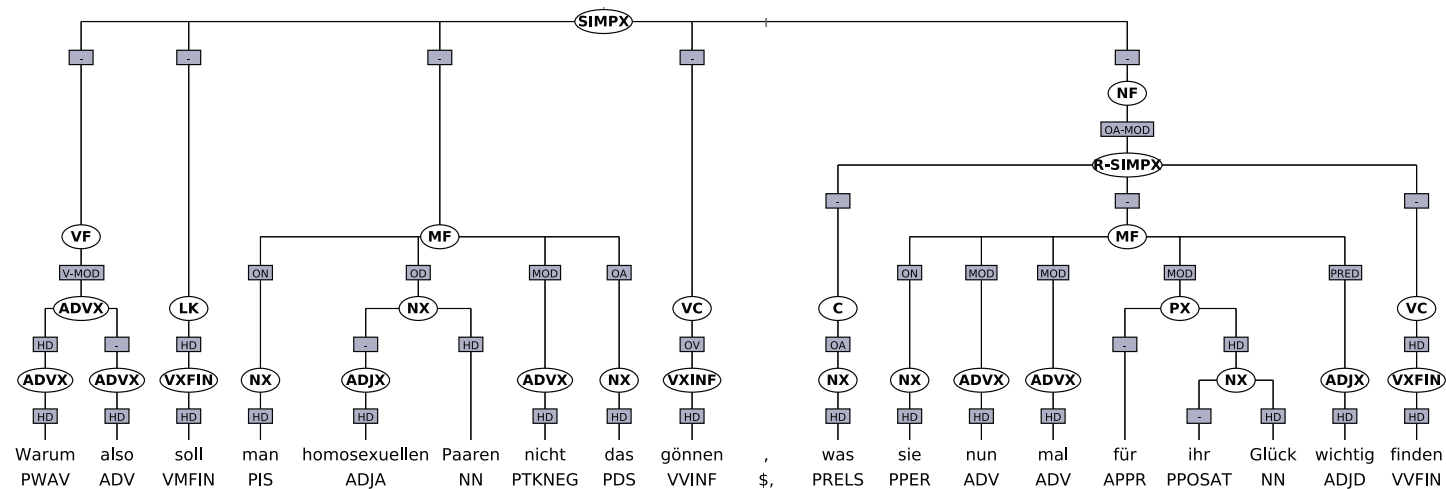 SIMPX
- - - - -
NF
OA-MOD
R-SIMPX
- - -
VF MF MF
V-MOD ON OD MOD OA ON MOD MOD MOD PRED
ADVX LK NX VC C PX VC
HD - HD - HD OV OA - HD HD
ADVX ADVX VXFIN NX ADJX ADVX NX VXINF NX NX ADVX ADVX NX ADJX VXFIN
HD HD HD HD HD HD HD HD HD HD HD HD - HD HD HD
Warum also soll man homosexuellen Paaren nicht das gönnen , was sie nun mal für ihr Glück wichtig finden
PWAV ADV VMFIN PIS ADJA NN PTKNEG PDS VVINF $, PRELS PPER ADV ADV APPR PPOSAT NN ADJD VVFIN